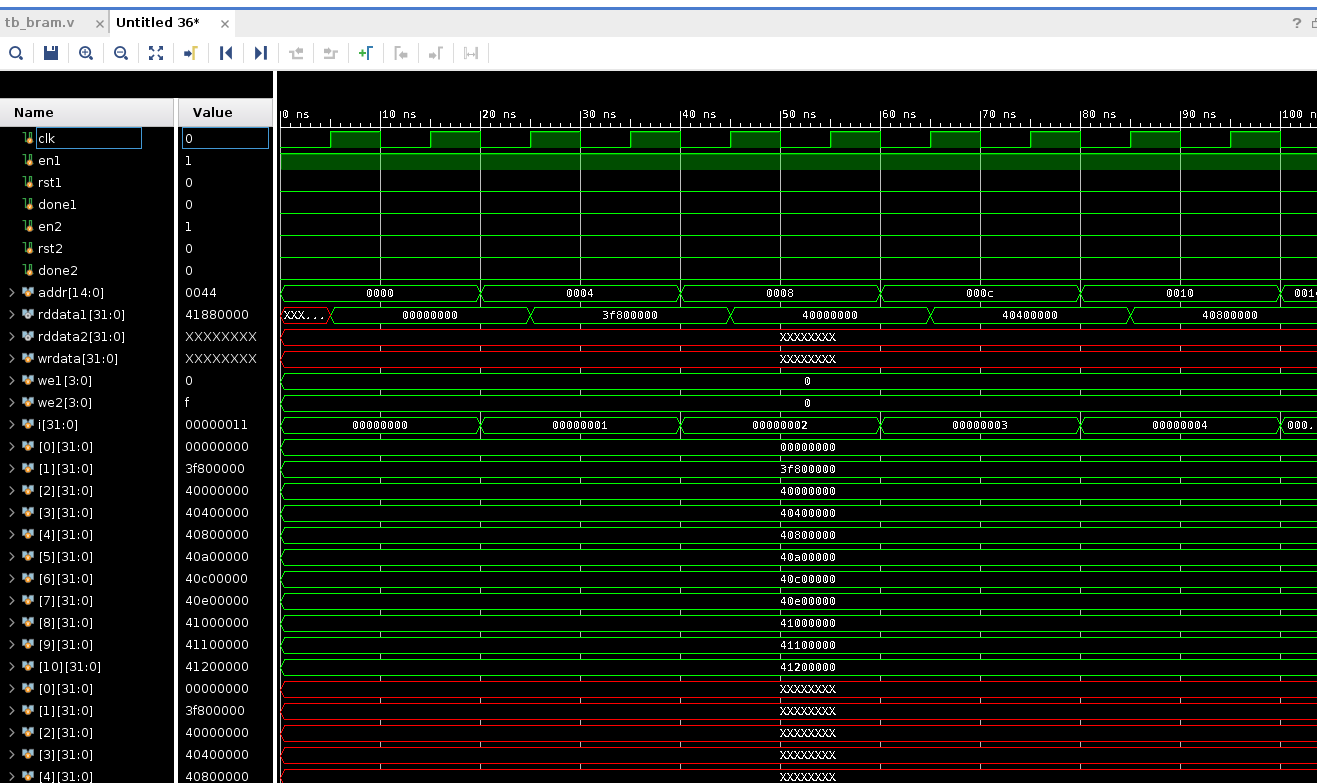 tb_bram.v × Untitled 36* ×
?
Name Value 0 ns 10 ns 20 ns 30 ns 40 ns 50 ns 60 ns 70 ns 80 ns 90 ns 100 n
clk 0
en1 1
rst1 0
done1 0
en2 1
rst2 0
done2 0
addr[14:0] 0044 0000 0004 0008 000c 0010 001
rddata1[31:0] 41880000 XXX... 00000000 3f800000 40000000 40400000 40800000
rddata2[31:0] XXXXXXXX XXXXXXXX
wrdata[31:0] XXXXXXXX XXXXXXXX
we1[3:0] 0 0
we2[3:0] f 0
i[31:0] 00000011 00000000 00000001 00000002 00000003 00000004 000.
[0][31:0] 00000000 00000000
[1][31:0] 3f800000 3f800000
[2][31:0] 40000000 40000000
[3][31:0] 40400000 40400000
[4][31:0] 40800000 40800000
[5][31:0] 40a00000 40a00000
[6][31:0] 40c00000 40c00000
[7][31:0] 40e00000 40e00000
[8][31:0] 41000000 41000000
[9][31:0] 41100000 41100000
[10][31:0] 41200000 41200000
[0][31:0] 00000000 XXXXXXXX
[1][31:0] 3f800000 XXXXXXXX
[2][31:0] 40000000 XXXXXXXX
[3][31:0] 40400000 XXXXXXXX
[4][31:0] 40800000 XXXXXXXX